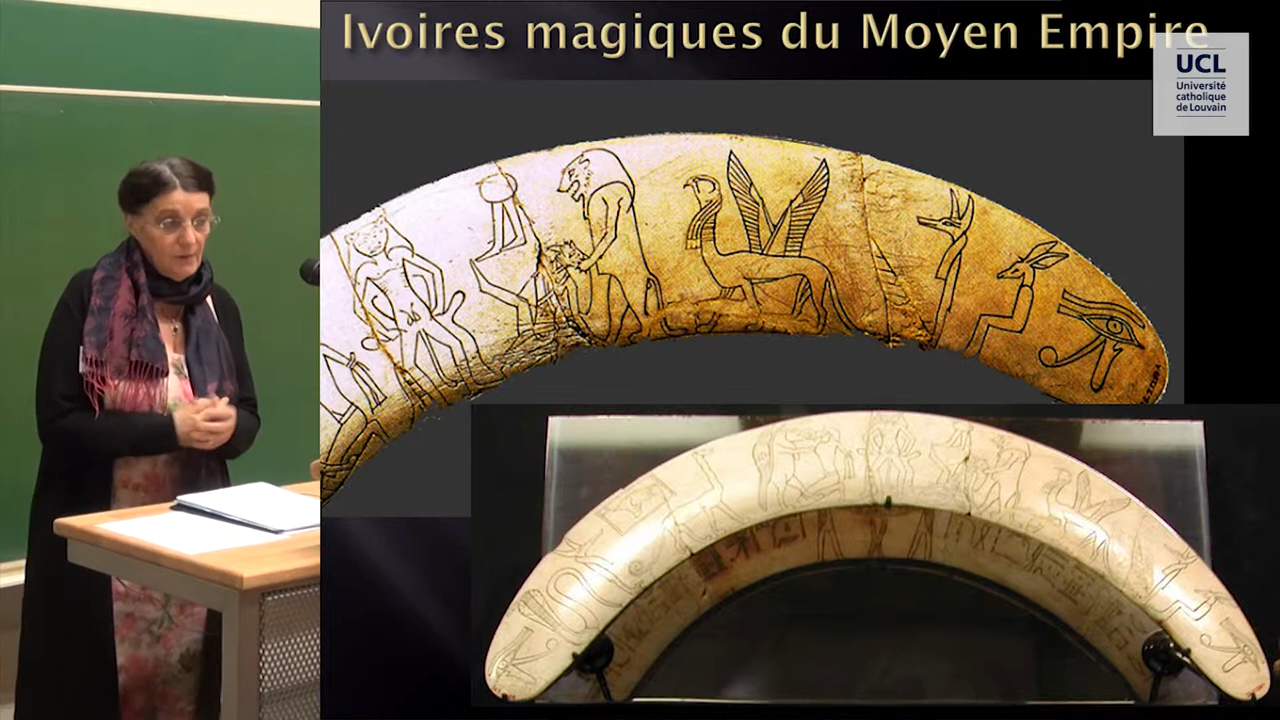 Ivoires magiques du Moyen Empire
UCL
Université
catholique
de Louvain